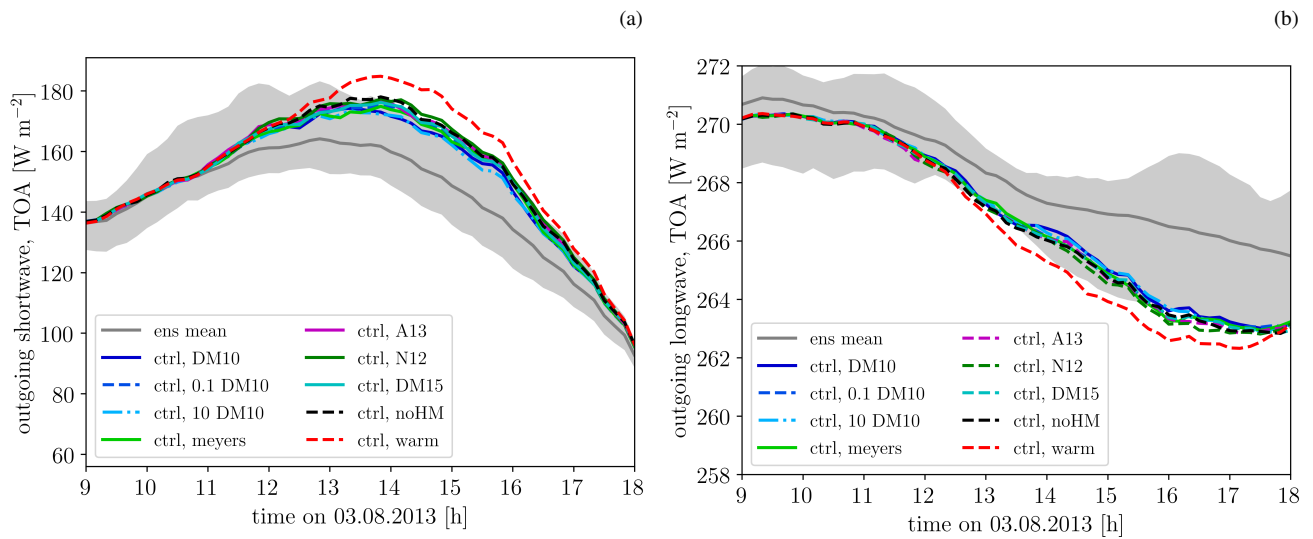 (a)
outgoing shortwave, TOA [W m−2]
180
160
140
120
100
80
60
ens mean
ctrl, DM10
ctrl, 0.1 DM10
ctrl, 10 DM10
ctrl, meyers
ctrl, A13
ctrl, N12
ctrl, DM15
ctrl, noHM
ctrl, warm
9 10 11 12 13 14 15 16 17 18
time on 03.08.2013 [h]
(b)
outgoing longwave, TOA [W m−2]
272
270
268
266
264
262
260
258
ens mean
ctrl, DM10
ctrl, 0.1 DM10
ctrl, 10 DM10
ctrl, meyers
ctrl, A13
ctrl, N12
ctrl, DM15
ctrl, noHM
ctrl, warm
9 10 11 12 13 14 15 16 17 18
time on 03.08.2013 [h]